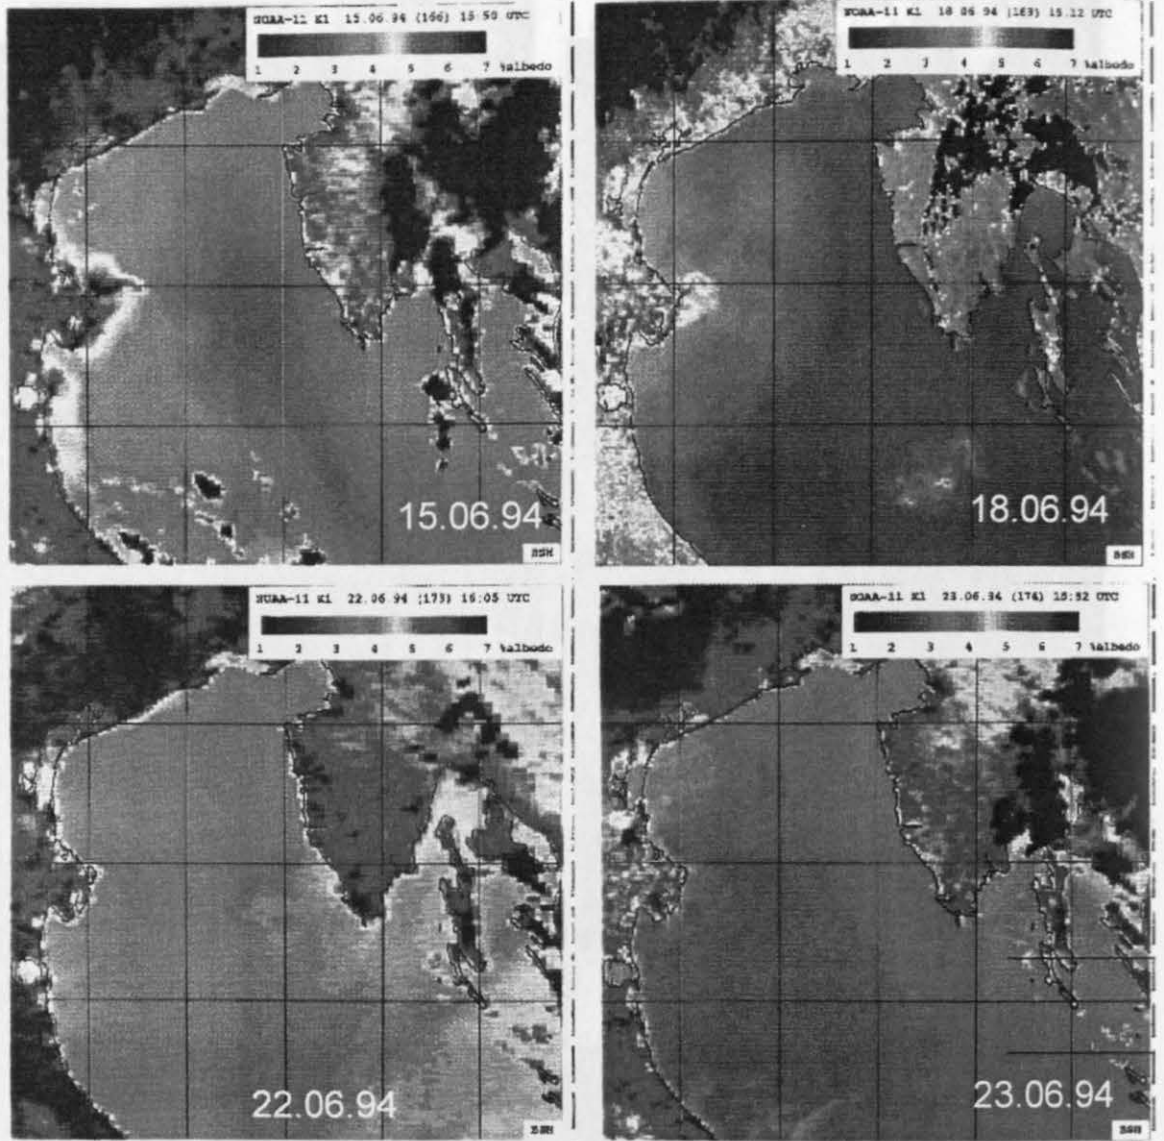 NOAA-11 K1 15.06.94 (166) 15:50 UTC
1 2 3 4 5 6 7 %albedo
15.06.94
BSH
NOAA-11 K1 18 06 94 (169) 15.12 UTC
1 2 3 4 5 6 7 %albedo
18.06.94
BSH
NOAA-11 K1 22.06 94 (173) 16:05 UTC
1 2 3 4 5 6 7 %albedo
22.06.94
BSH
NOAA-11 K1 23.06.94 (174) 15:52 UTC
1 2 3 4 5 6 7 %albedo
23.06.94
BSH